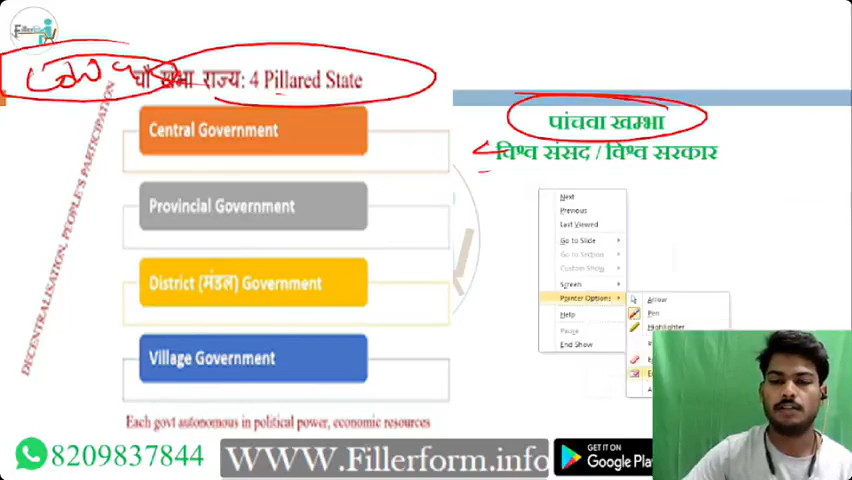 Fillerform
चौ खंभा राज्य: 4 Pillared State
DECENTRALISATION, PEOPLE'S PARTICIPATION
Central Government
Provincial Government
District (मंडल) Government
Village Government
Each govt autonomous in political power, economic resources
पांचवा खम्भा
विश्व संसद / विश्व सरकार
Next
Previous
Last Viewed
Go to Slide
Go to Section
Custom Show
Screen
Pointer Options
Help
Pause
End Show
Arrow
Pen
Highlighter
8209837844
WWW.Fillerform.info
GET IT ON
Google Play